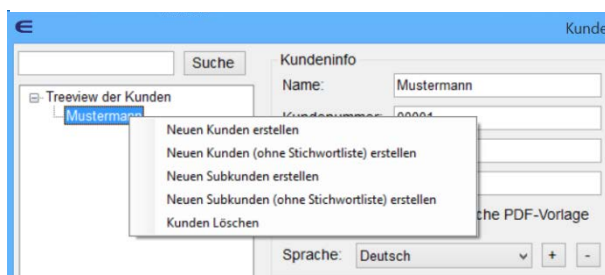 Kunde
Suche
Treeview der Kunden
Mustermann
Neuen Kunden erstellen
Neuen Kunden (ohne Stichwortliste) erstellen
Neuen Subkunden erstellen
Neuen Subkunden (ohne Stichwortliste) erstellen
Kunden Löschen
Kundeninfo
Name: Mustermann
Kundennummer: 00001
che PDF-Vorlage
Sprache: Deutsch + -